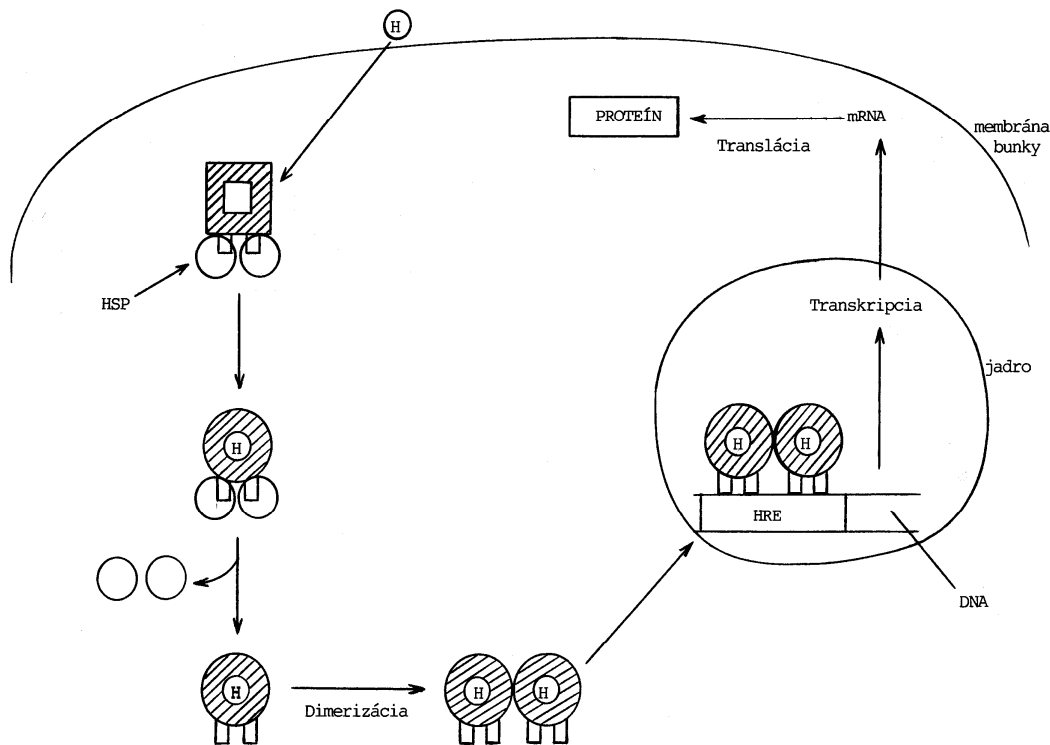 H
PROTEÍN
mRNA
Translácia
membrána
bunky
HSP
Transkripcia
jadro
H
H
H
HRE
DNA
H
Dimerizácia
H
H